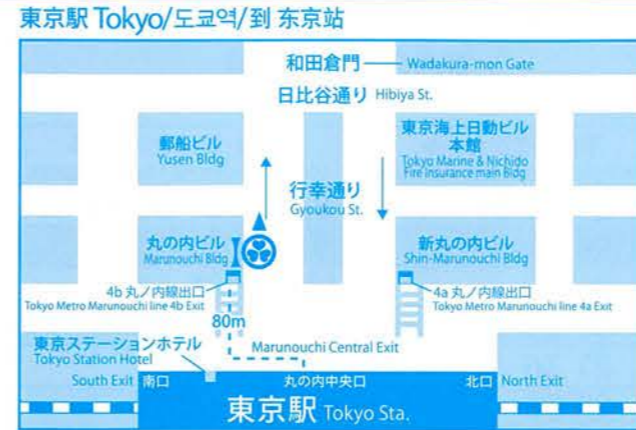 東京駅 Tokyo/도쿄역/到 东京站
和田倉門 Wadakura-mon Gate
日比谷通り Hibiya St.
郵船ビル
Yusen Bldg
東京海上日動ビル
本館
Tokyo Marine & Nichido
Fire Insurance main Bldg
行幸通り
Gyoukou St.
丸の内ビル
Marunouchi Bldg
新丸の内ビル
Shin-Marunouchi Bldg
4b 丸ノ内線出口
Tokyo Metro Marunouchi line 4b Exit
4a 丸ノ内線出口
Tokyo Metro Marunouchi line 4a Exit
80m
東京ステーションホテル
Tokyo Station Hotel
Marunouchi Central Exit
South Exit 南口 丸の内中央口 北口 North Exit
東京駅 Tokyo Sta.